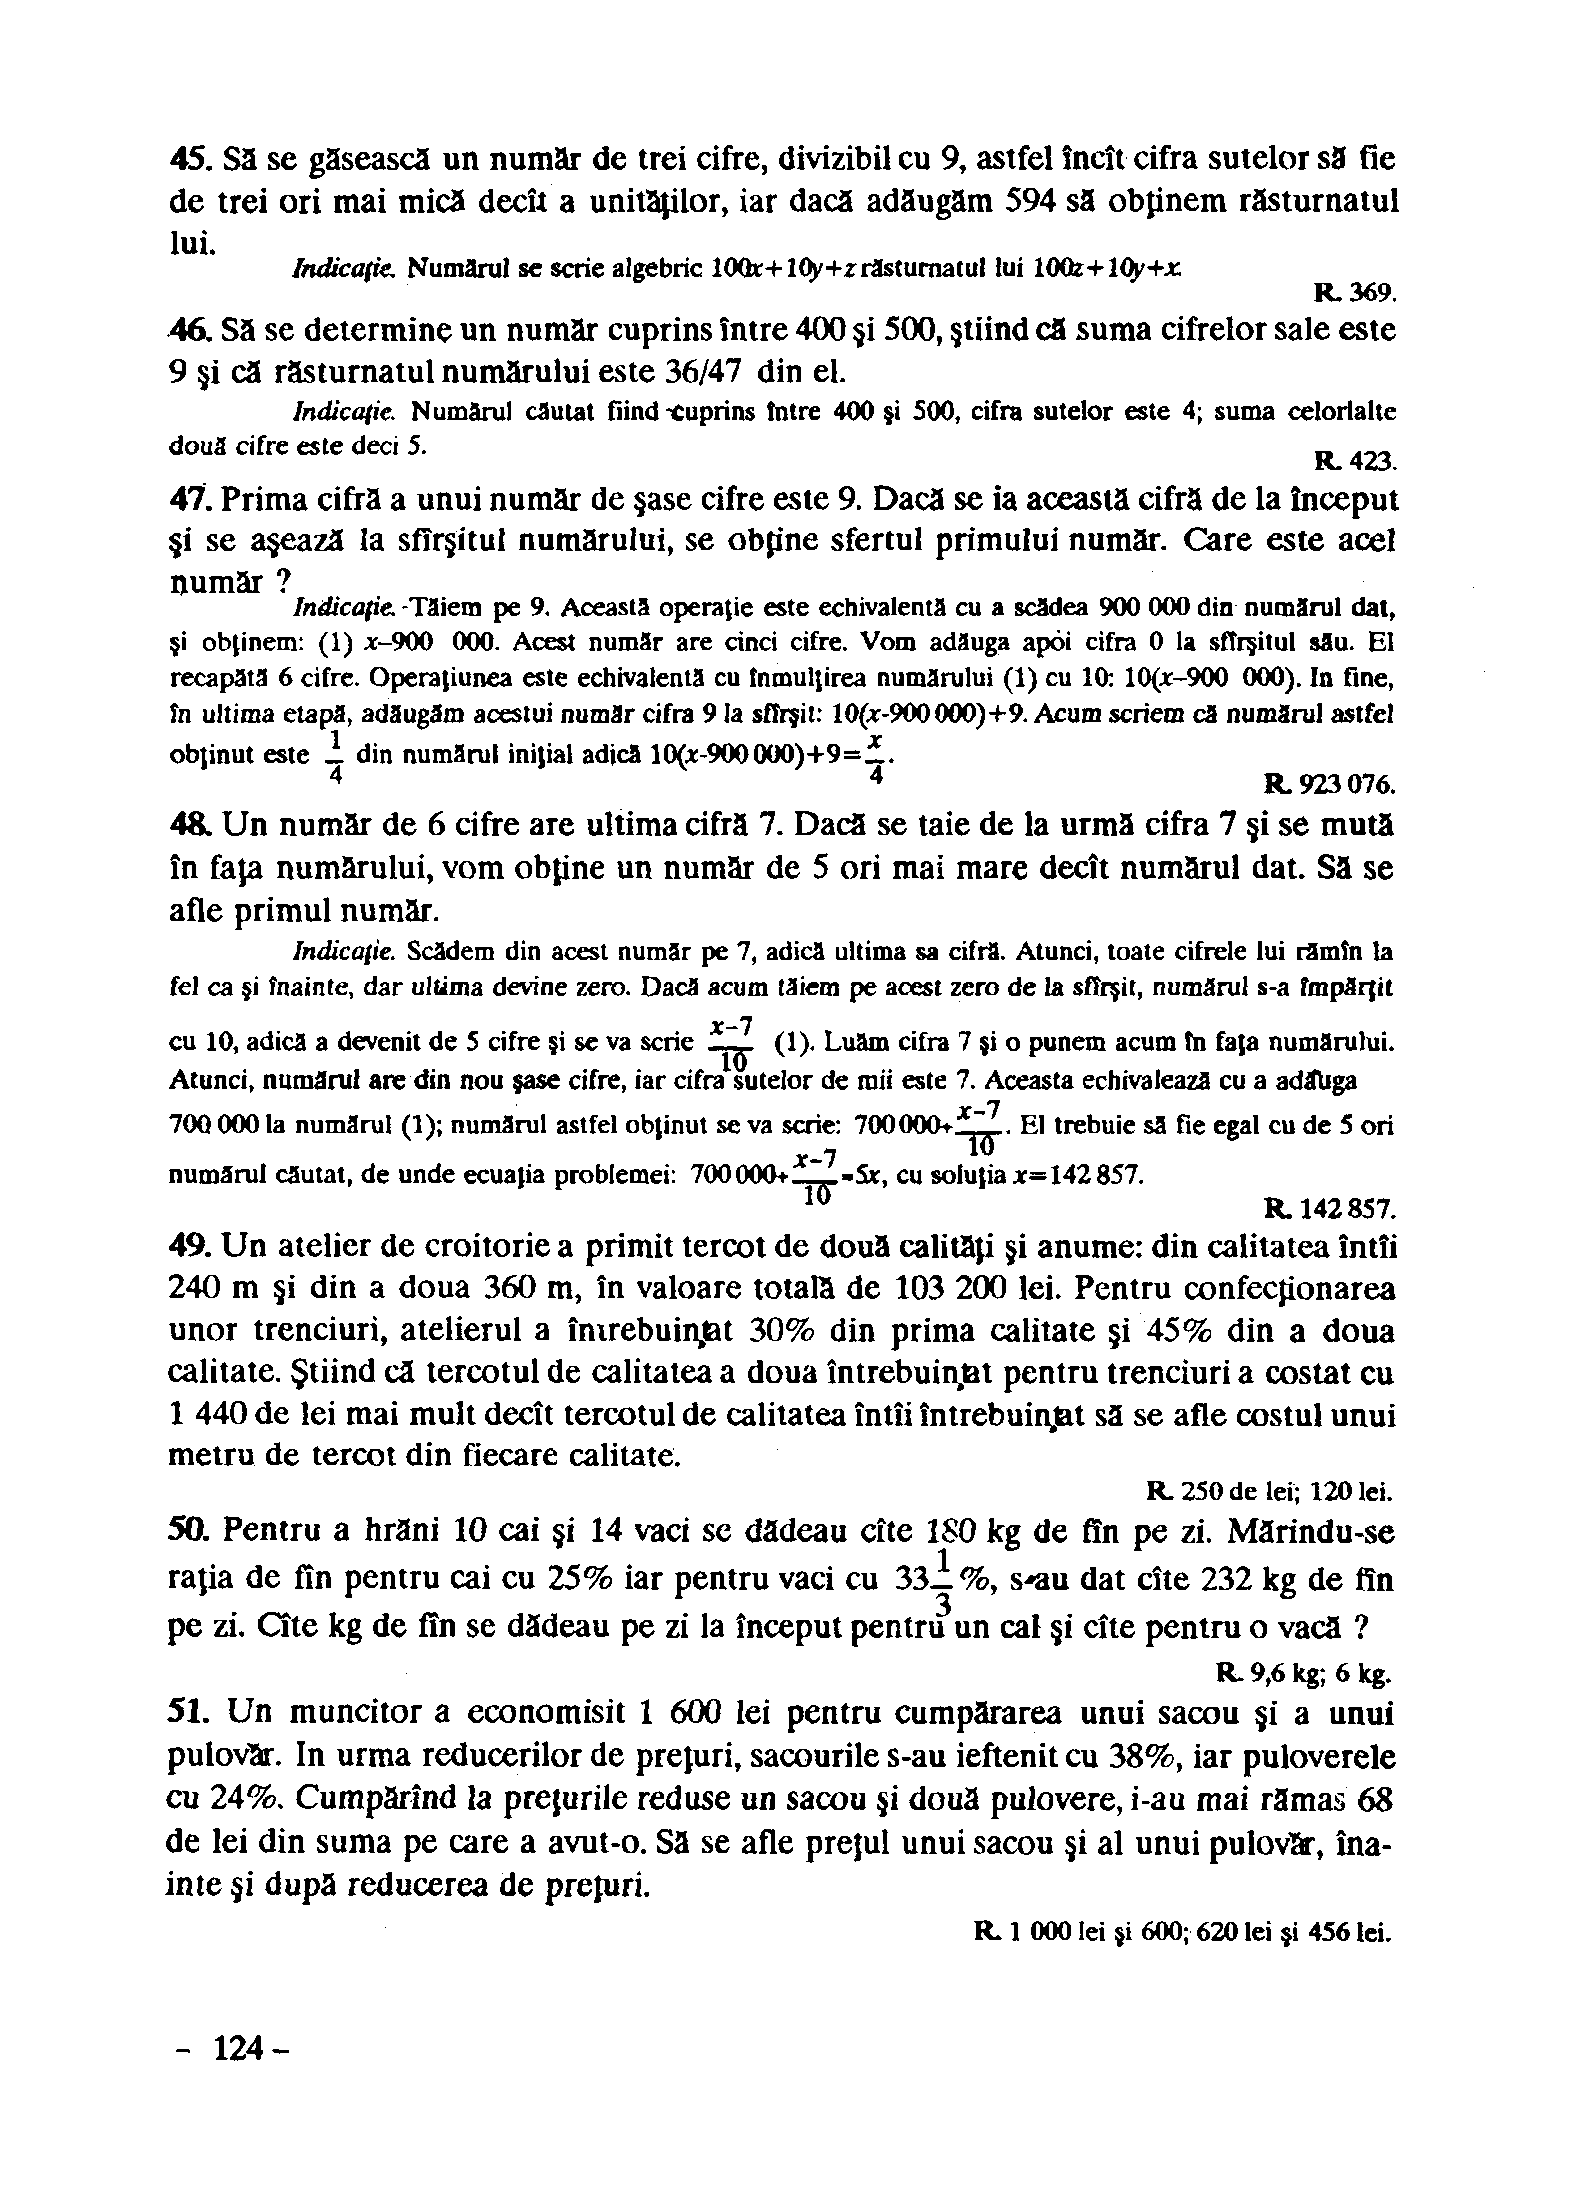 45. Să se găsească un număr de trei cifre, divizibil cu 9, astfel încît cifra sutelor să fie
de trei ori mai mică decît a unităţilor, iar dacă adăugăm 594 să obţinem răsturnatul
lui.
Indicaţie. Numărul se scrie algebric 100x+10y+z răsturnatul lui 100z+10y+x.
R. 369.
46. Să se determine un număr cuprins între 400 şi 500, ştiind că suma cifrelor sale este
9 şi că răsturnatul numărului este 36/47 din el.
Indicaţie. Numărul căutat fiind cuprins între 400 şi 500, cifra sutelor este 4; suma celorlalte
două cifre este deci 5.
R. 423.
47. Prima cifră a unui număr de şase cifre este 9. Dacă se ia această cifră de la început
şi se aşează la sfîrşitul numărului, se obţine sfertul primului număr. Care este acel
număr ?
Indicaţie. -Tăiem pe 9. Această operaţie este echivalentă cu a scădea 900 000 din numărul dat,
şi obţinem: (1) x–900 000. Acest număr are cinci cifre. Vom adăuga apoi cifra 0 la sfîrşitul său. El
recapătă 6 cifre. Operaţiunea este echivalentă cu înmulţirea numărului (1) cu 10: 10(x–900 000). In fine,
în ultima etapă, adăugăm acestui număr cifra 9 la sfîrşit: 10(x-900 000)+9. Acum scriem că numărul astfel
obţinut este 1/4 din numărul iniţial adică 10(x-900 000)+9=x/4.
R. 923 076.
48. Un număr de 6 cifre are ultima cifră 7. Dacă se taie de la urmă cifra 7 şi se mută
în faţa numărului, vom obţine un număr de 5 ori mai mare decît numărul dat. Să se
afle primul număr.
Indicaţie. Scădem din acest număr pe 7, adică ultima sa cifră. Atunci, toate cifrele lui rămîn la
fel ca şi înainte, dar ultima devine zero. Dacă acum tăiem pe acest zero de la sfîrşit, numărul s-a împărţit
cu 10, adică a devenit de 5 cifre şi se va scrie x–7/10 (1). Luăm cifra 7 şi o punem acum în faţa numărului.
Atunci, numărul are din nou şase cifre, iar cifra sutelor de mii este 7. Aceasta echivalează cu a adăuga
700 000 la numărul (1); numărul astfel obţinut se va scrie: 700 000+x–7/10. El trebuie să fie egal cu de 5 ori
numărul căutat, de unde ecuaţia problemei: 700 000+x–7/10=5x, cu soluţia x=142 857.
R. 142 857.
49. Un atelier de croitorie a primit tercot de două calităţi şi anume: din calitatea întîi
240 m şi din a doua 360 m, în valoare totală de 103 200 lei. Pentru confecţionarea
unor trenciuri, atelierul a întrebuinţat 30% din prima calitate şi 45% din a doua
calitate. Ştiind că tercotul de calitatea a doua întrebuinţat pentru trenciuri a costat cu
1 440 de lei mai mult decît tercotul de calitatea întîi întrebuinţat să se afle costul unui
metru de tercot din fiecare calitate.
R. 250 de lei; 120 lei.
50. Pentru a hrăni 10 cai şi 14 vaci se dădeau cîte 180 kg de fîn pe zi. Mărindu-se
raţia de fîn pentru cai cu 25% iar pentru vaci cu 33 1/3 %, s-au dat cîte 232 kg de fîn
pe zi. Cîte kg de fîn se dădeau pe zi la început pentru un cal şi cîte pentru o vacă ?
R. 9,6 kg; 6 kg.
51. Un muncitor a economisit 1 600 lei pentru cumpărarea unui sacou şi a unui
pulovăr. In urma reducerilor de preţuri, sacourile s-au ieftenit cu 38%, iar puloverele
cu 24%. Cumpărînd la preţurile reduse un sacou şi două pulovere, i-au mai rămas 68
de lei din suma pe care a avut-o. Să se afle preţul unui sacou şi al unui pulovăr, îna-
inte şi după reducerea de preţuri.
R. 1 000 lei şi 600; 620 lei şi 456 lei.
- 124 -